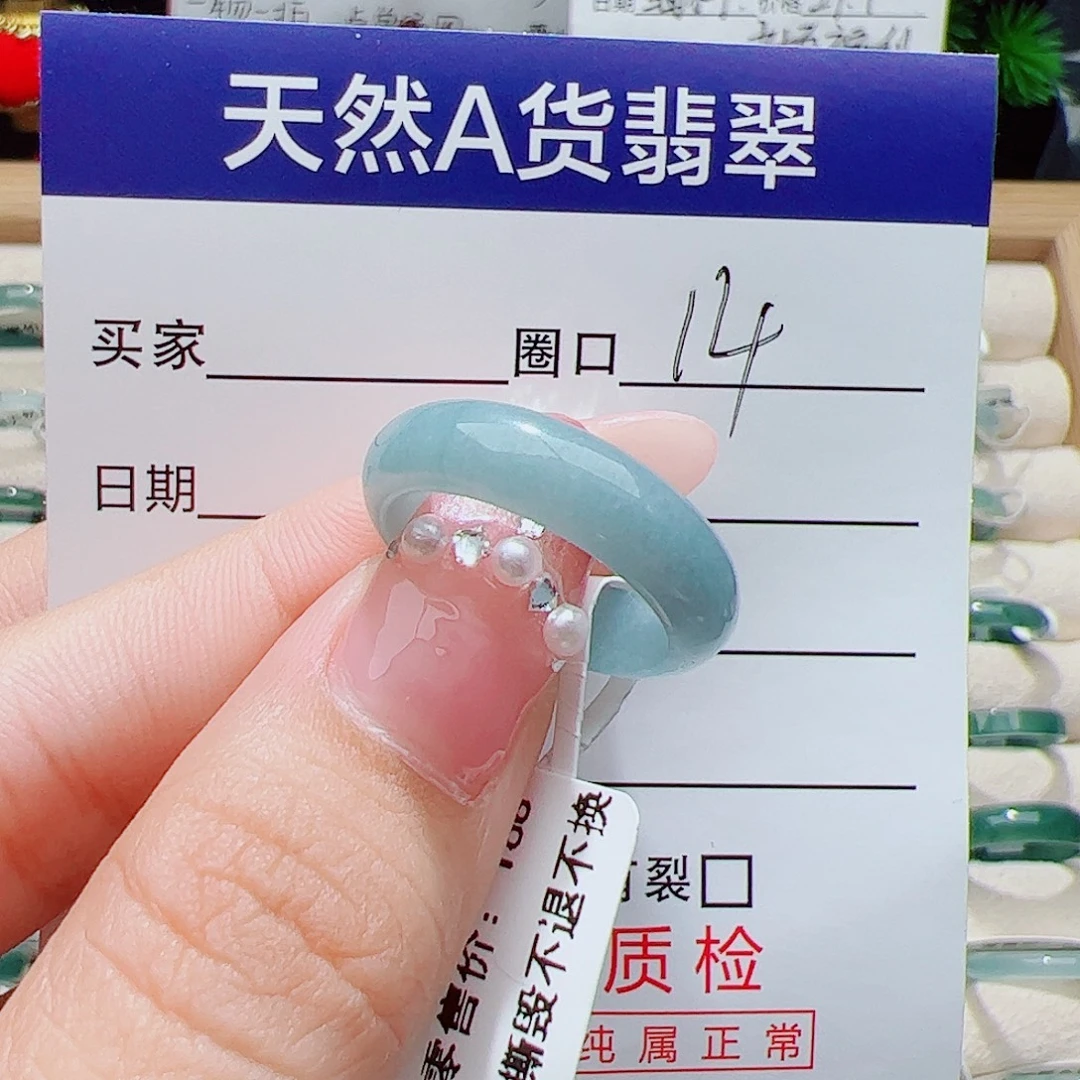 天然A货翡翠
买家 圈口 14
日期
裂□
质检
纯属正常
零售价：
撕毁不退不换